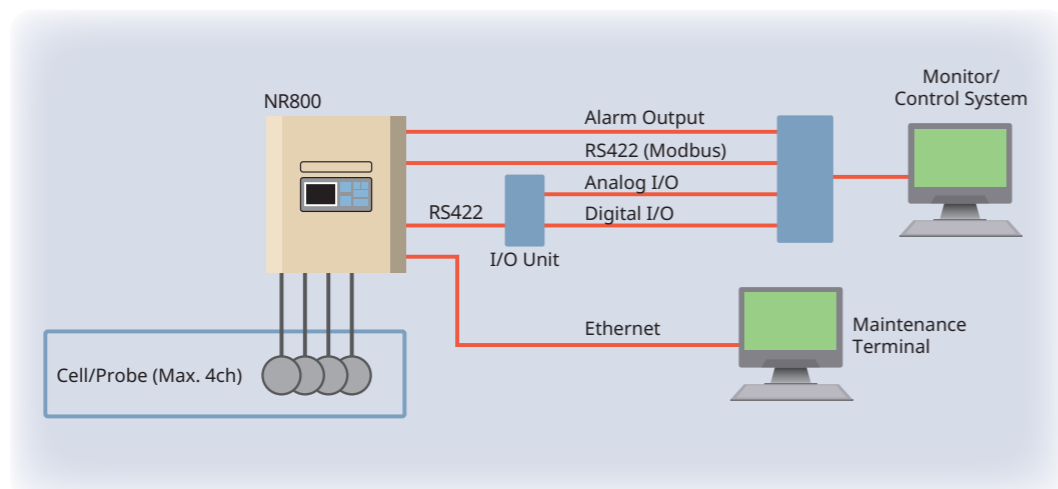 Monitor/
Control System
NR800
Alarm Output
RS422 (Modbus)
Analog I/O
RS422
Digital I/O
I/O Unit
Ethernet
Maintenance
Terminal
Cell/Probe (Max. 4ch)